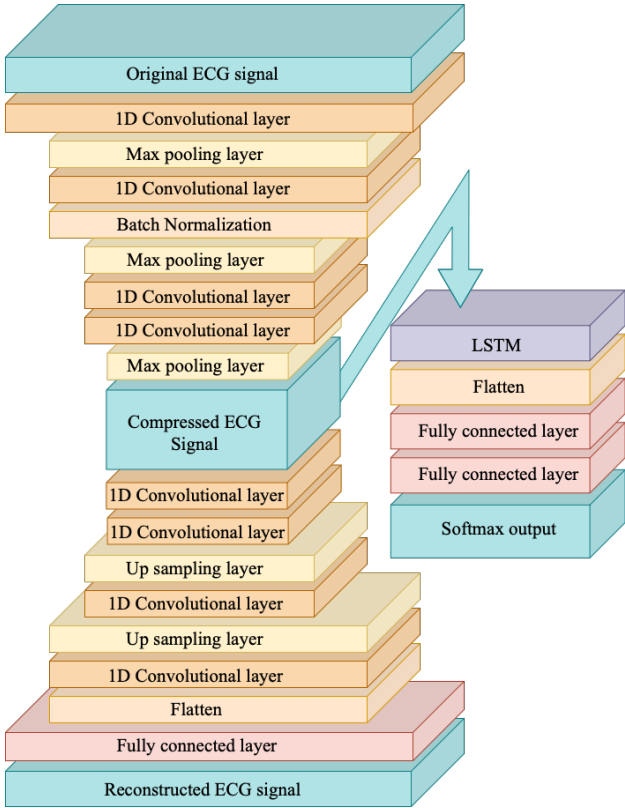 Original ECG signal
1D Convolutional layer
Max pooling layer
1D Convolutional layer
Batch Normalization
Max pooling layer
1D Convolutional layer
1D Convolutional layer
Max pooling layer
Compressed ECG
Signal
1D Convolutional layer
1D Convolutional layer
Up sampling layer
1D Convolutional layer
Up sampling layer
1D Convolutional layer
Flatten
Fully connected layer
Reconstructed ECG signal
LSTM
Flatten
Fully connected layer
Fully connected layer
Softmax output